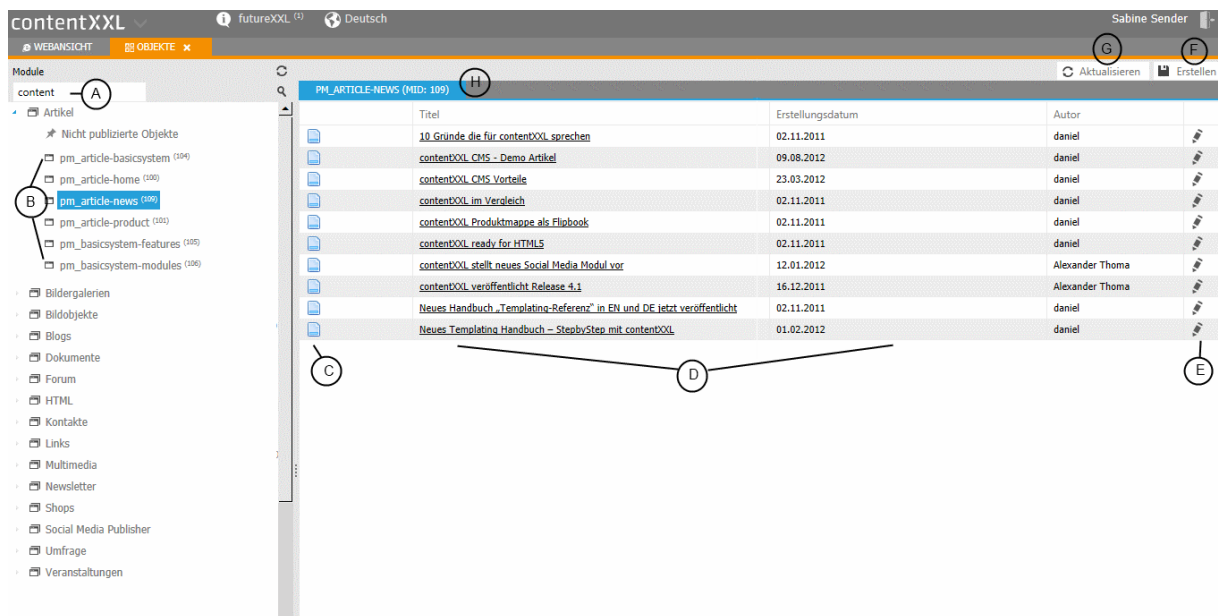 contentXXL
futureXXL (1)
Deutsch
Sabine Sender
WEBANSICHT
OBJEKTE
G
F
Module
Aktualisieren
Erstellen
content
A
H
PM_ARTICLE-NEWS (MID: 109)
Artikel
Nicht publizierte Objekte
pm_article-basicsystem (104)
pm_article-home (100)
B
pm_article-news (109)
pm_article-product (101)
pm_basicsystem-features (105)
pm_basicsystem-modules (106)
Bildergalerien
Bildobjekte
Blogs
Dokumente
Forum
HTML
Kontakte
Links
Multimedia
Newsletter
Shops
Social Media Publisher
Umfrage
Veranstaltungen
Titel Erstellungsdatum Autor
10 Gründe die für contentXXL sprechen 02.11.2011 daniel
contentXXL CMS - Demo Artikel 09.08.2012 daniel
contentXXL CMS Vorteile 23.03.2012 daniel
contentXXL im Vergleich 02.11.2011 daniel
contentXXL Produktmappe als Flipbook 02.11.2011 daniel
contentXXL ready for HTML5 02.11.2011 daniel
contentXXL stellt neues Social Media Modul vor 12.01.2012 Alexander Thoma
contentXXL veröffentlicht Release 4.1 16.12.2011 Alexander Thoma
Neues Handbuch „Templating-Referenz“ in EN und DE jetzt veröffentlicht 02.11.2011 daniel
Neues Templating Handbuch – StepbyStep mit contentXXL 01.02.2012 daniel
C
D
E